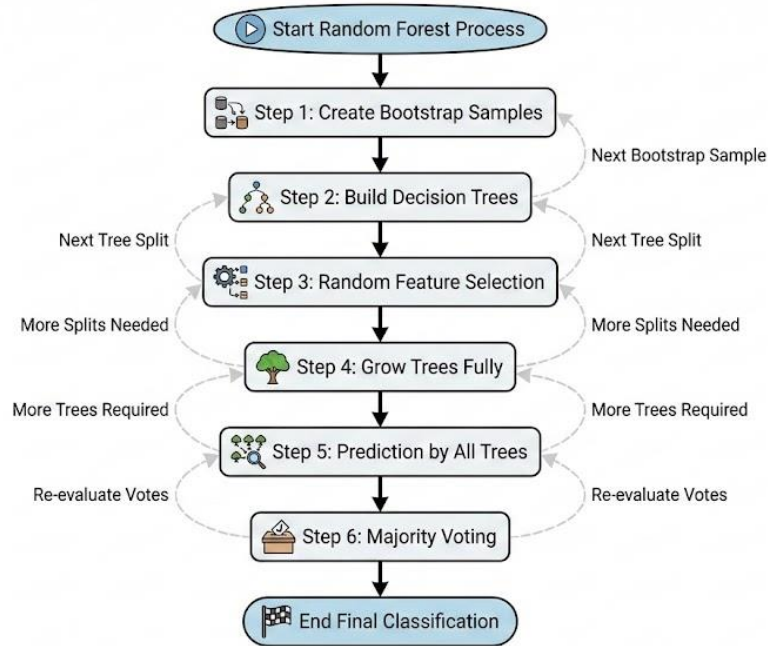 Start Random Forest Process
Step 1: Create Bootstrap Samples
Next Bootstrap Sample
Step 2: Build Decision Trees
Next Tree Split
Next Tree Split
Step 3: Random Feature Selection
More Splits Needed
More Splits Needed
Step 4: Grow Trees Fully
More Trees Required
More Trees Required
Step 5: Prediction by All Trees
Re-evaluate Votes
Re-evaluate Votes
Step 6: Majority Voting
End Final Classification